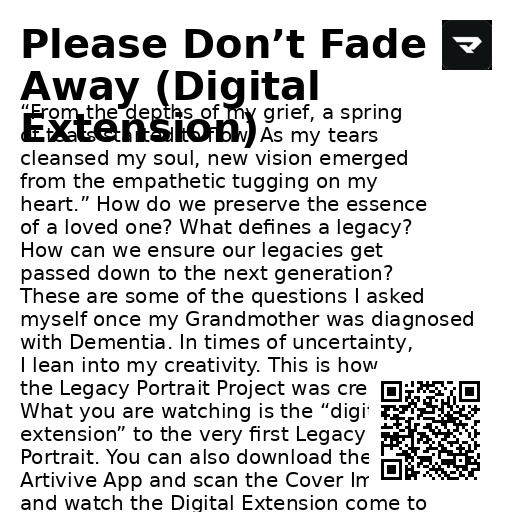 Please Don’t Fade
Away (Digital
Extension)
“From the depths of my grief, a spring
of tears started to flow. As my tears
cleansed my soul, new vision emerged
from the empathetic tugging on my
heart.” How do we preserve the essence
of a loved one? What defines a legacy?
How can we ensure our legacies get
passed down to the next generation?
These are some of the questions I asked
myself once my Grandmother was diagnosed
with Dementia. In times of uncertainty,
I lean into my creativity. This is how
the Legacy Portrait Project was cre
What you are watching is the “digit
extension” to the very first Legacy
Portrait. You can also download the
Artivive App and scan the Cover Im
and watch the Digital Extension come to